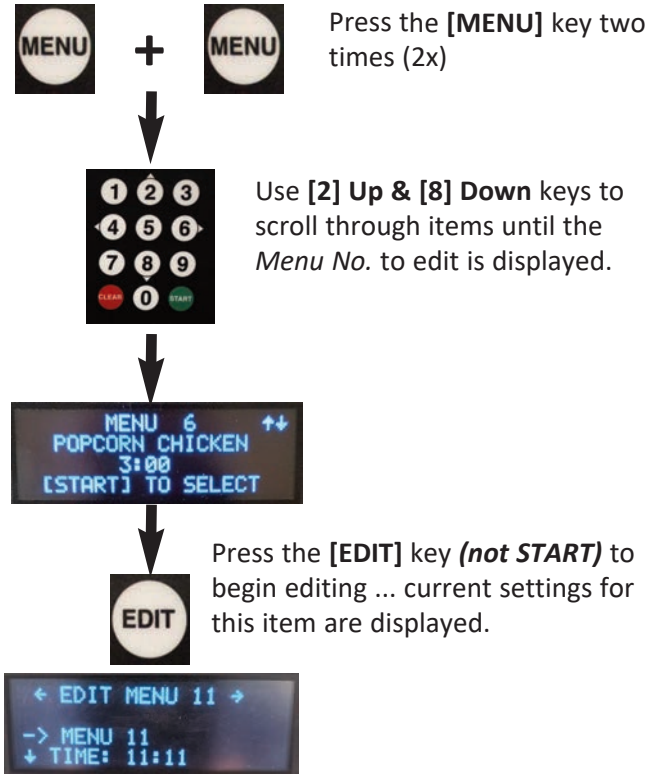 MENU + MENU
Press the [MENU] key two
times (2x)
1 2 3
4 5 6
7 8 9
CLEAR 0 START
Use [2] Up & [8] Down keys to
scroll through items until the
Menu No. to edit is displayed.
MENU 6 ↑↓
POPCORN CHICKEN
3:00
[START] TO SELECT
EDIT
Press the [EDIT] key (not START) to
begin editing ... current settings for
this item are displayed.
← EDIT MENU 11 →
-> MENU 11
↓ TIME: 11:11